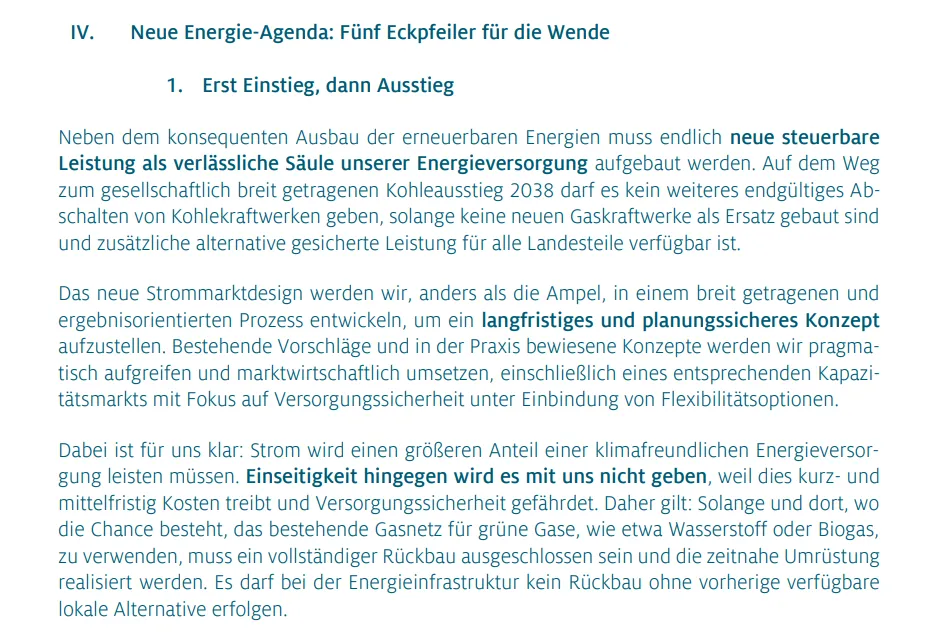 IV. Neue Energie-Agenda: Fünf Eckpfeiler für die Wende
1. Erst Einstieg, dann Ausstieg
Neben dem konsequenten Ausbau der erneuerbaren Energien muss endlich neue steuerbare
Leistung als verlässliche Säule unserer Energieversorgung aufgebaut werden. Auf dem Weg
zum gesellschaftlich breit getragenen Kohleausstieg 2038 darf es kein weiteres endgültiges Ab-
schalten von Kohlekraftwerken geben, solange keine neuen Gaskraftwerke als Ersatz gebaut sind
und zusätzliche alternative gesicherte Leistung für alle Landesteile verfügbar ist.
Das neue Strommarktdesign werden wir, anders als die Ampel, in einem breit getragenen und
ergebnisorientierten Prozess entwickeln, um ein langfristiges und planungssicheres Konzept
aufzustellen. Bestehende Vorschläge und in der Praxis bewiesene Konzepte werden wir pragma-
tisch aufgreifen und marktwirtschaftlich umsetzen, einschließlich eines entsprechenden Kapazi-
tätsmarkts mit Fokus auf Versorgungssicherheit unter Einbindung von Flexibilitätsoptionen.
Dabei ist für uns klar: Strom wird einen größeren Anteil einer klimafreundlichen Energieversor-
gung leisten müssen. Einseitigkeit hingegen wird es mit uns nicht geben, weil dies kurz- und
mittelfristig Kosten treibt und Versorgungssicherheit gefährdet. Daher gilt: Solange und dort, wo
die Chance besteht, das bestehende Gasnetz für grüne Gase, wie etwa Wasserstoff oder Biogas,
zu verwenden, muss ein vollständiger Rückbau ausgeschlossen sein und die zeitnahe Umrüstung
realisiert werden. Es darf bei der Energieinfrastruktur kein Rückbau ohne vorherige verfügbare
lokale Alternative erfolgen.